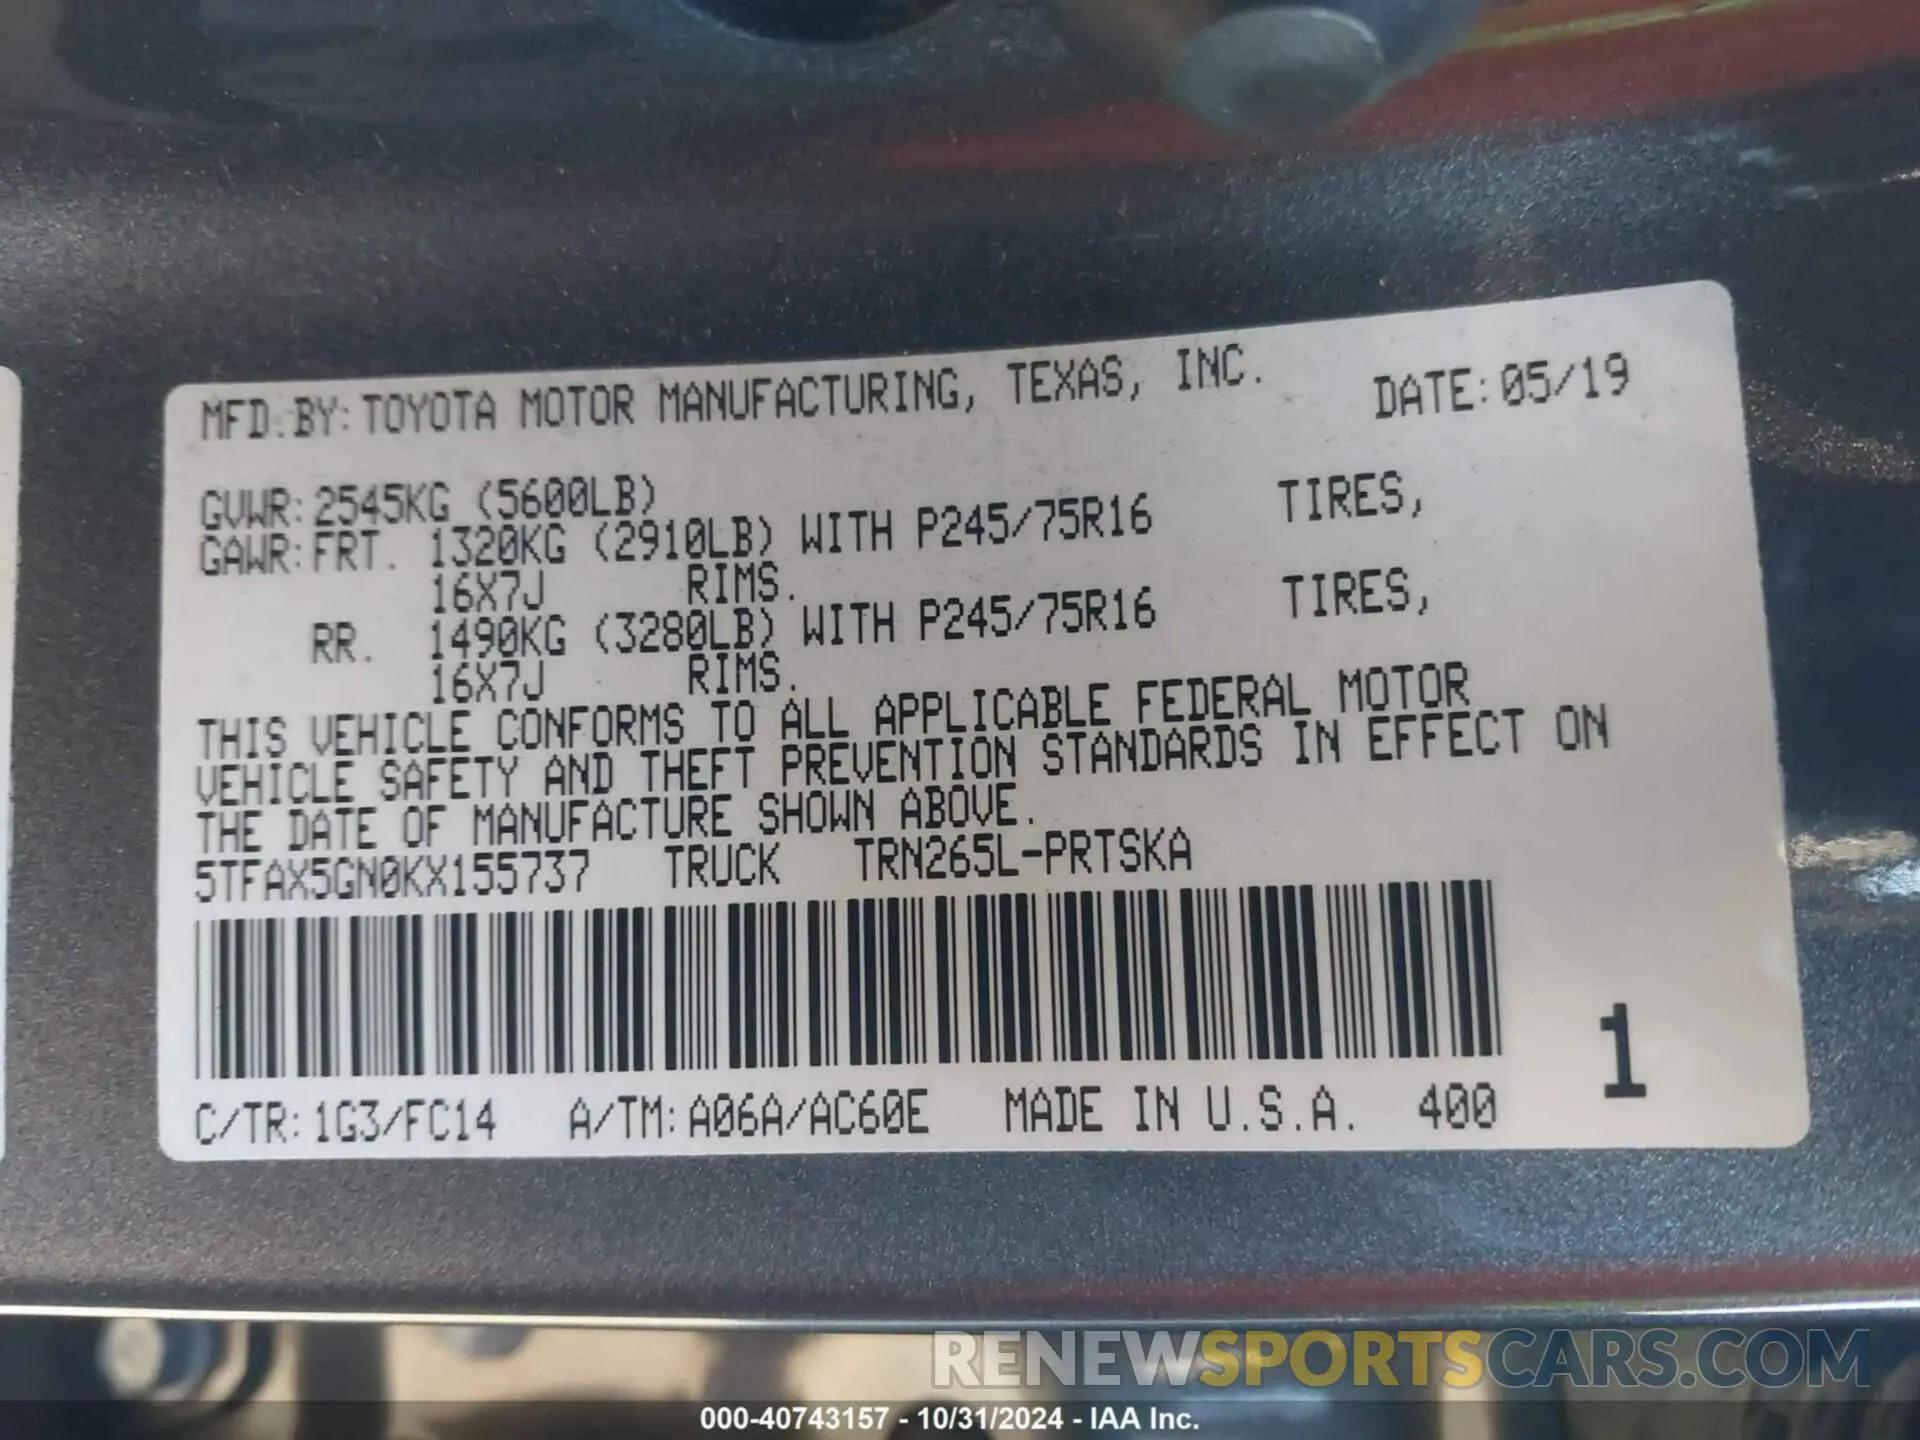 MFD.BY: TOYOTA MOTOR MANUFACTURING, TEXAS, INC. DATE: 05/19
GVWR: 2545KG (5600LB)
GAWR: FRT. 1320KG (2910LB) WITH P245/75R16 TIRES,
16X7J RIMS.
RR. 1490KG (3280LB) WITH P245/75R16 TIRES,
16X7J RIMS.
THIS VEHICLE CONFORMS TO ALL APPLICABLE FEDERAL MOTOR
VEHICLE SAFETY AND THEFT PREVENTION STANDARDS IN EFFECT ON
THE DATE OF MANUFACTURE SHOWN ABOVE.
5TFAX5GN0KX155737 TRUCK TRN265L-PRTSKA
1
C/TR: 1G3/FC14 A/TM: A06A/AC60E MADE IN U.S.A. 400
RENEWSPORTSCARS.COM
000-40743157 - 10/31/2024 - IAA Inc.